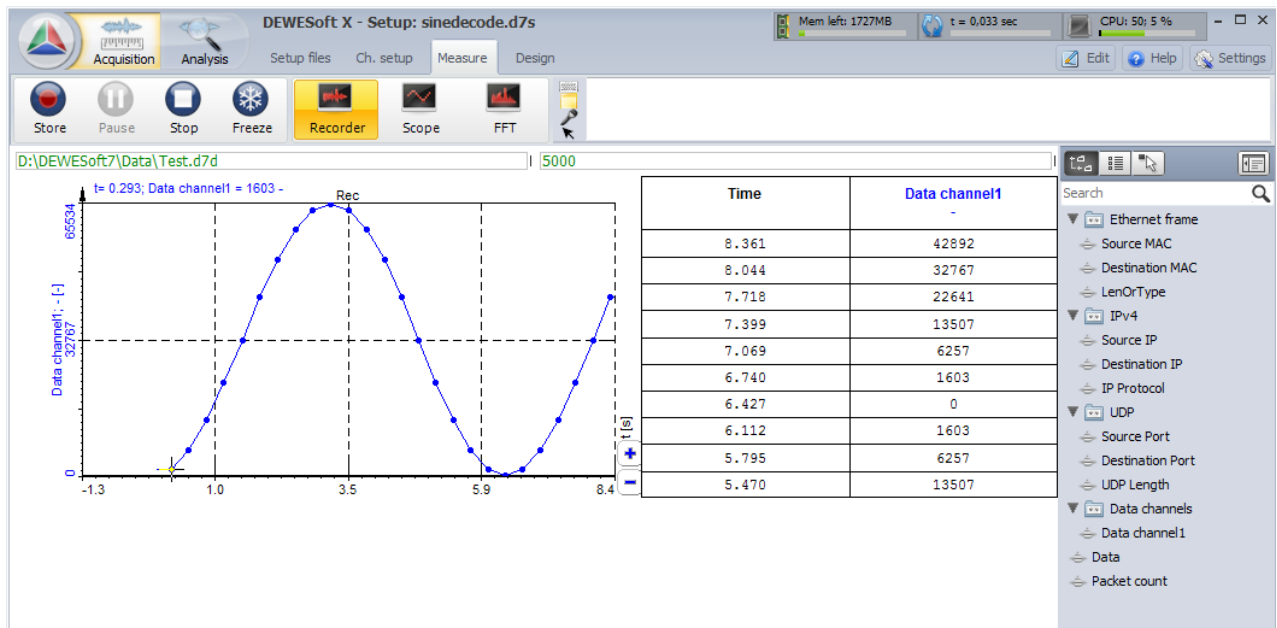 DEWESoft X - Setup: sinedecode.d7s
Mem left: 1727MB
t = 0,033 sec
CPU: 50; 5 %
Acquisition
Analysis
Setup files
Ch. setup
Measure
Design
Edit
Help
Settings
Store
Pause
Stop
Freeze
Recorder
Scope
FFT
D:\DEWESoft7\Data\Test.d7d
5000
t= 0.293; Data channel1 = 1603 -
Rec
65534
32767
0
Data channel1; - [-]
-1.3
1.0
3.5
5.9
8.4
t [s]
Time Data channel1
-
8.361 42892
8.044 32767
7.718 22641
7.399 13507
7.069 6257
6.740 1603
6.427 0
6.112 1603
5.795 6257
5.470 13507
Search
Ethernet frame
Source MAC
Destination MAC
LenOrType
IPv4
Source IP
Destination IP
IP Protocol
UDP
Source Port
Destination Port
UDP Length
Data channels
Data channel1
Data
Packet count